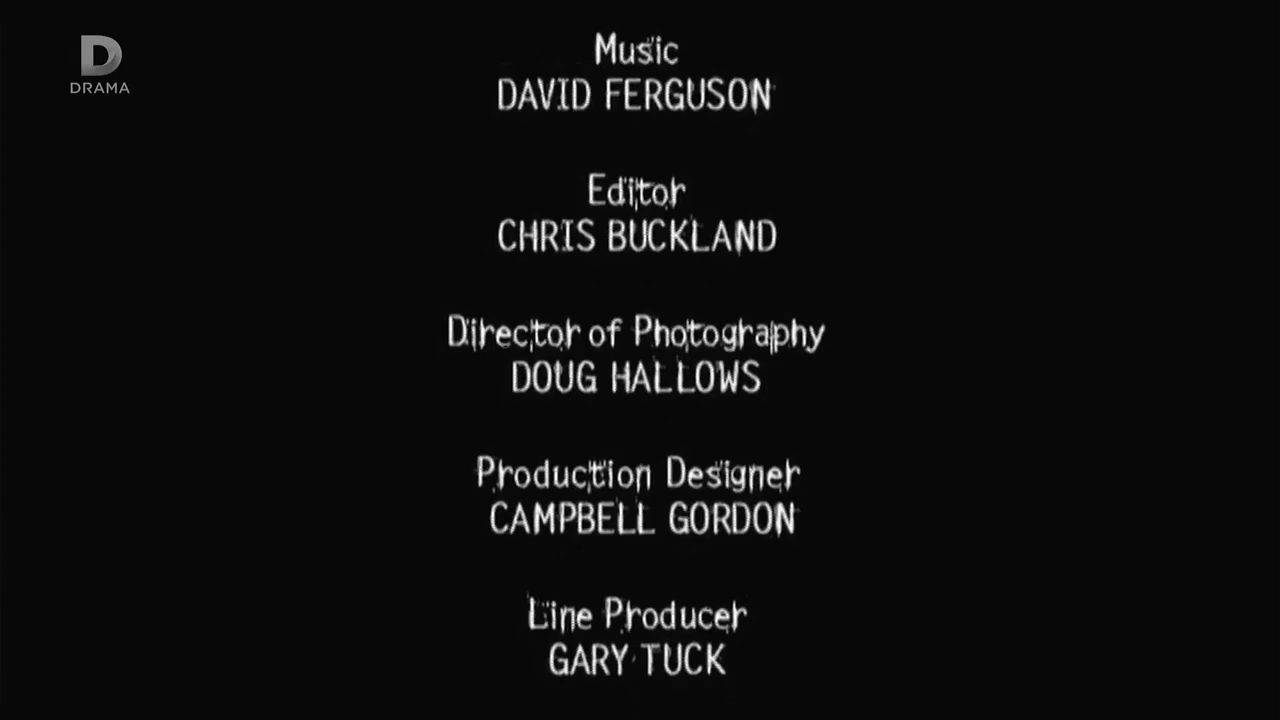 D
DRAMA
Music
DAVID FERGUSON
Editor
CHRIS BUCKLAND
Director of Photography
DOUG HALLOWS
Production Designer
CAMPBELL GORDON
Line Producer
GARY TUCK